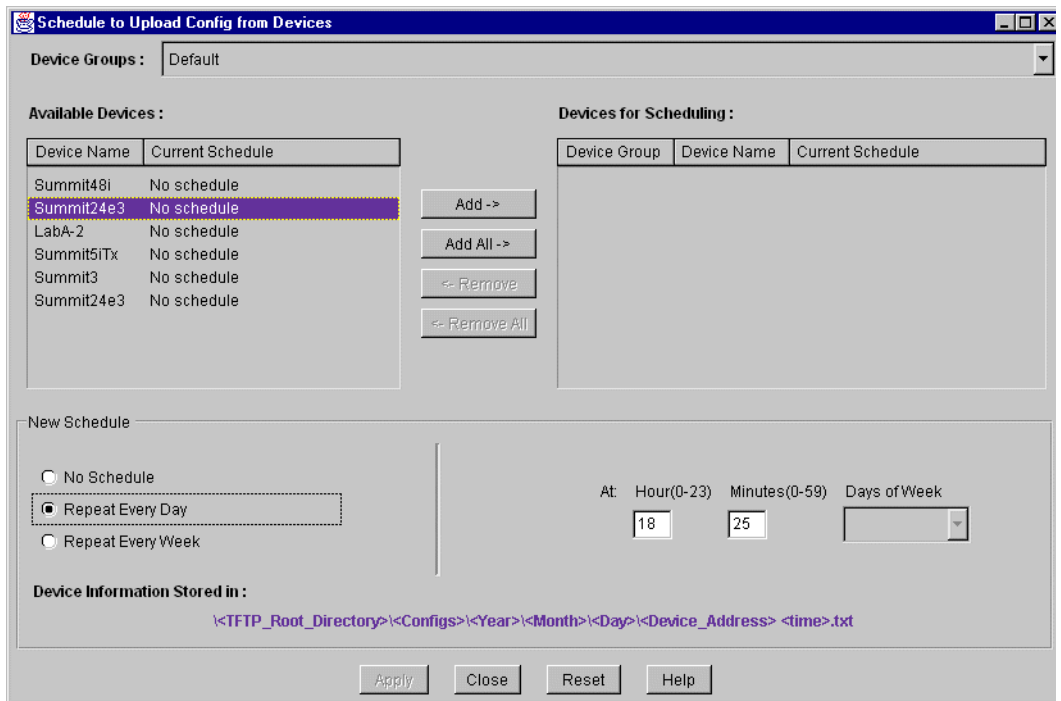 Schedule to Upload Config from Devices
Device Groups : Default
Available Devices :
Devices for Scheduling :
Device Name Current Schedule
Device Group Device Name Current Schedule
Summit48i No schedule
Summit24e3 No schedule
LabA-2 No schedule
Summit5iTx No schedule
Summit3 No schedule
Summit24e3 No schedule
Add ->
Add All ->
<- Remove
<- Remove All
New Schedule
No Schedule
Repeat Every Day
Repeat Every Week
At: Hour(0-23) Minutes(0-59) Days of Week
18 25
Device Information Stored in :
\<TFTP_Root_Directory>\<Configs>\<Year>\<Month>\<Day>\<Device_Address> <time>.txt
Apply Close Reset Help